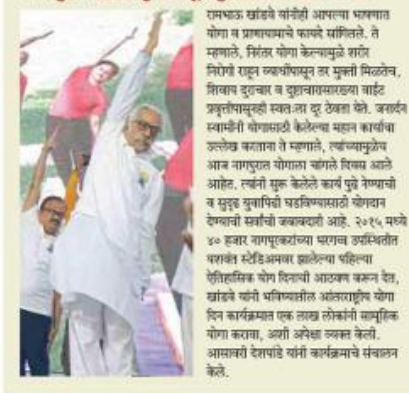 रामभाऊ खांडवे यांनीही आपल्या भाषणात
योगा व प्राणायामाचे फायदे सांगितले. ते
म्हणाले, निरंतर योगा केल्यामुळे शरीर
निरोगी राहून व्याधींपासून तर मुक्ती मिळतेच,
शिवाय दुराचार व दुष्टाचारासारख्या वाईट
प्रवृत्तींपासूनही स्वतःला दूर ठेवता येते. जनार्दन
स्वामींनी योगासाठी केलेल्या महान कार्याचा
उल्लेख करताना ते म्हणाले, त्यांच्यामुळेच
आज नागपुरात योगाला चांगले दिवस आले
आहेत. त्यांनी सुरू केलेले कार्य पुढे नेण्याची
व सुदृढ युवापिढी घडविण्यासाठी योगदान
देण्याची सर्वांची जबाबदारी आहे. २०१५ मध्ये
४० हजार नागपूरकरांच्या भरगच्च उपस्थितीत
यशवंत स्टेडिअमवर झालेल्या पहिल्या
ऐतिहासिक योग दिनाची आठवण करून देत,
खांडवे यांनी भविष्यातील आंतरराष्ट्रीय योगा
दिन कार्यक्रमात एक लाख लोकांनी सामूहिक
योगा करावा, अशी अपेक्षा व्यक्त केली.
आसावरी देशपांडे यांनी कार्यक्रमाचे संचालन
केले.